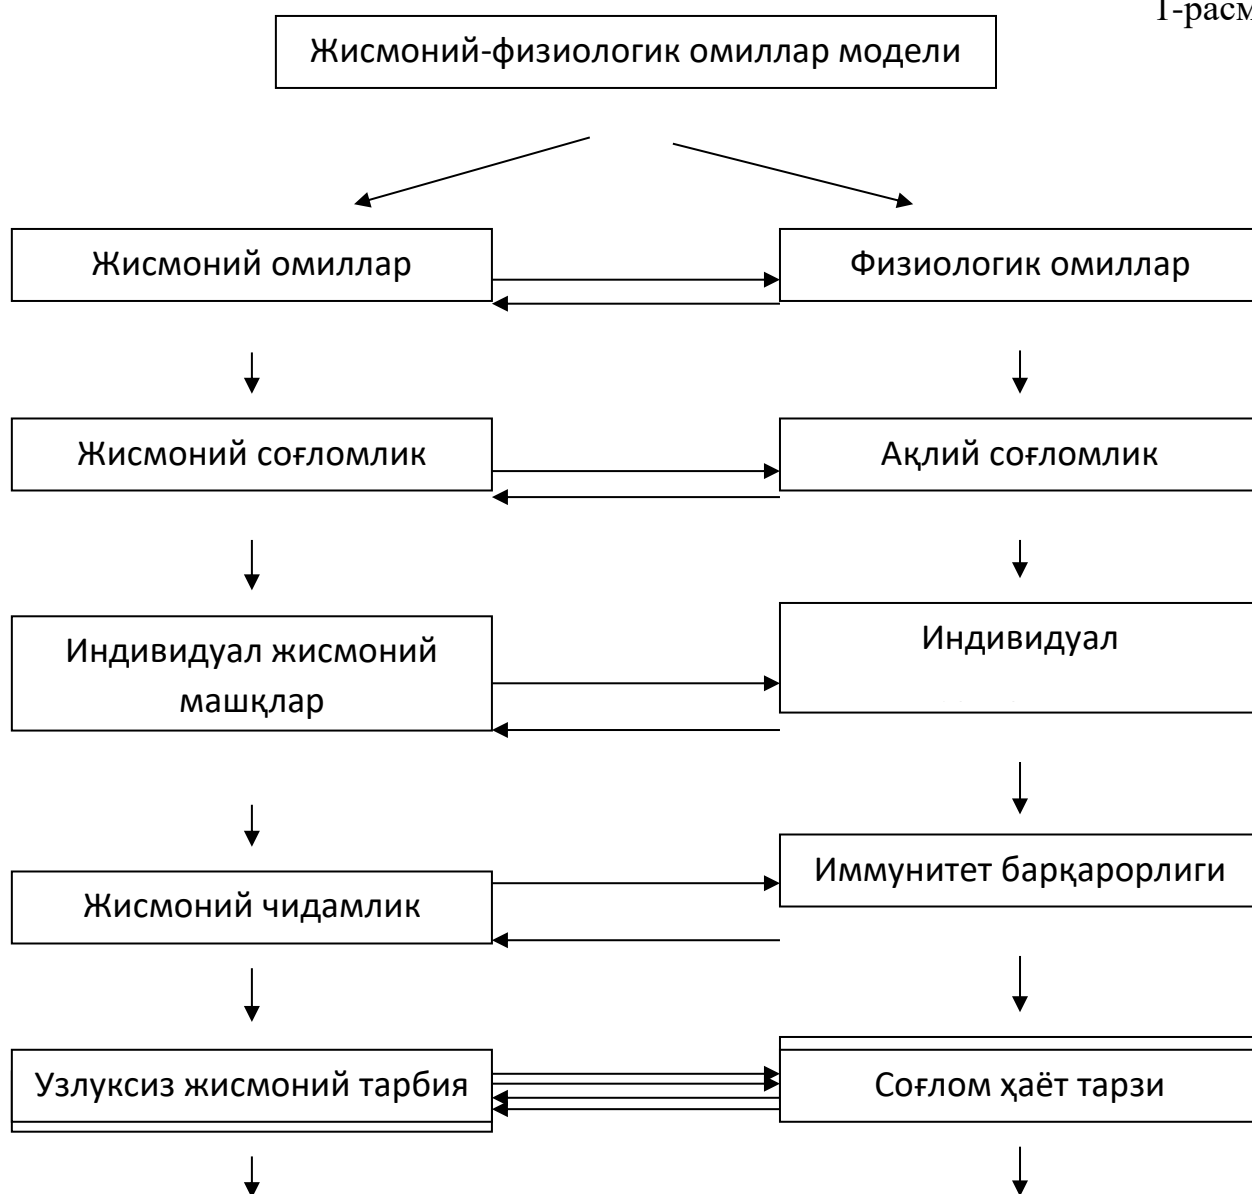 1-расм
Жисмоний-физиологик омиллар модели
Жисмоний омиллар
Физиологик омиллар
Жисмоний соғломлик
Ақлий соғломлик
Индивидуал жисмоний
машқлар
Индивидуал
Жисмоний чидамлик
Иммунитет барқарорлиги
Узлуксиз жисмоний тарбия
Соғлом ҳаёт тарзи